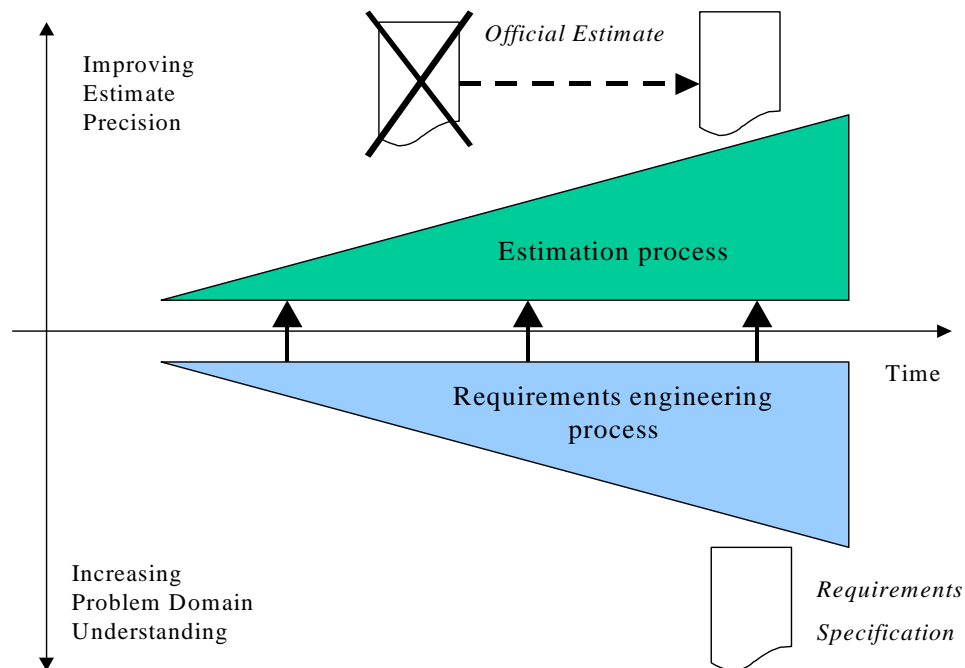 Official Estimate
Improving
Estimate
Precision
Estimation process
Time
Requirements engineering
process
Increasing
Problem Domain
Understanding
Requirements
Specification